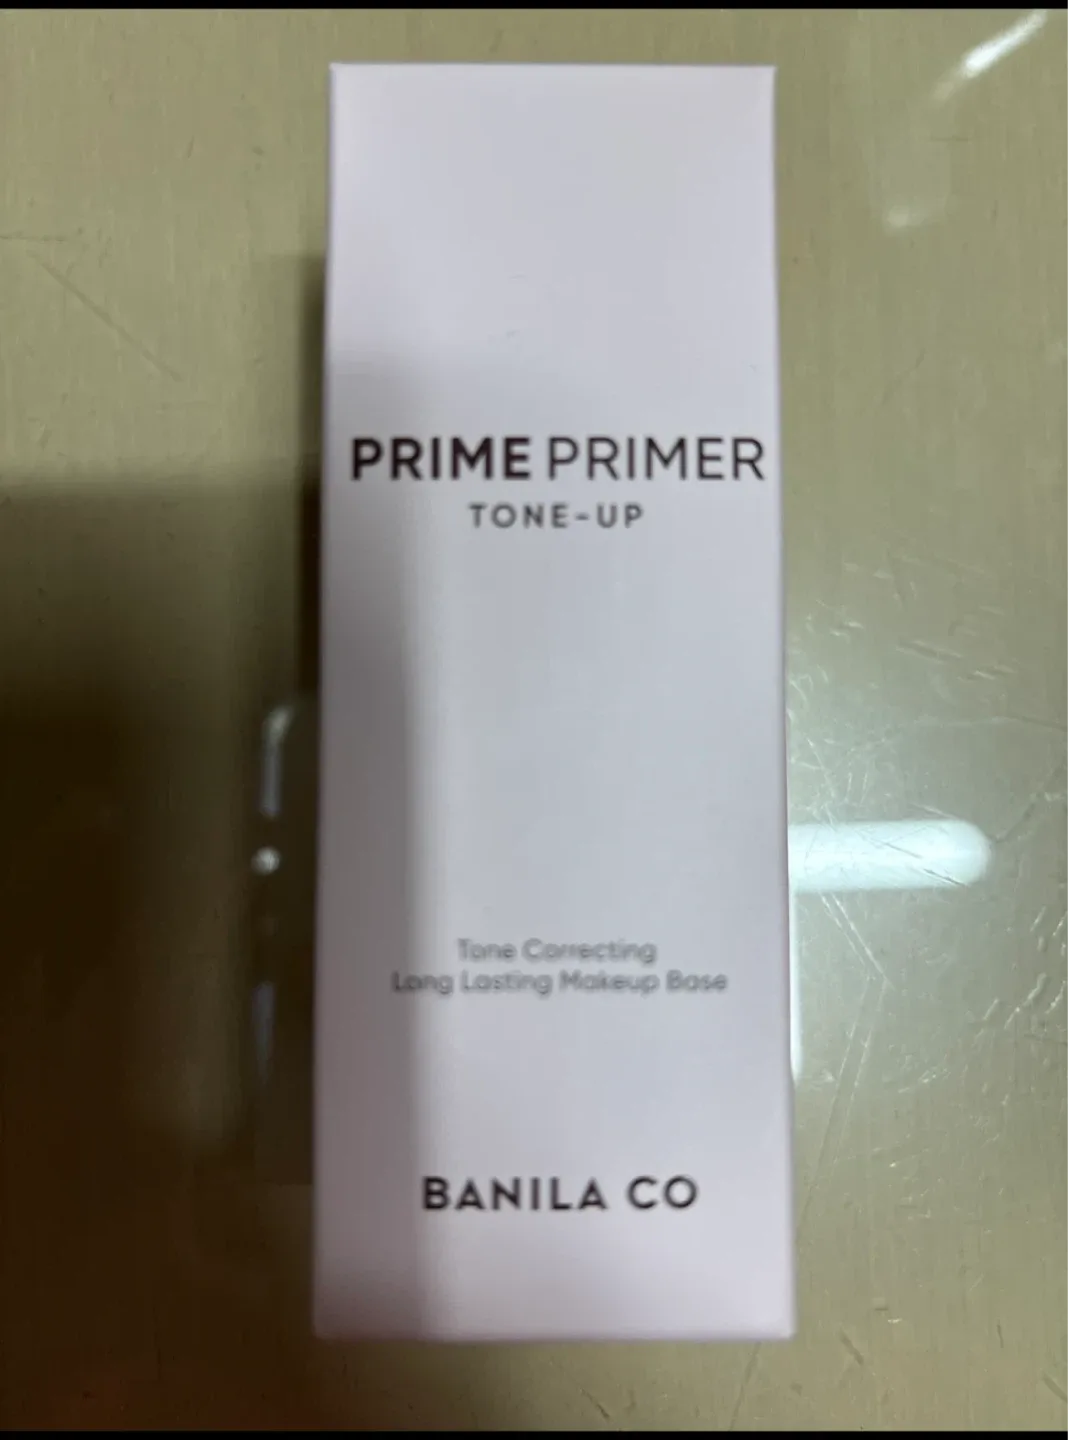 PRIME PRIMER
TONE-UP
Tone Correcting
Long Lasting Makeup Base
BANILA CO